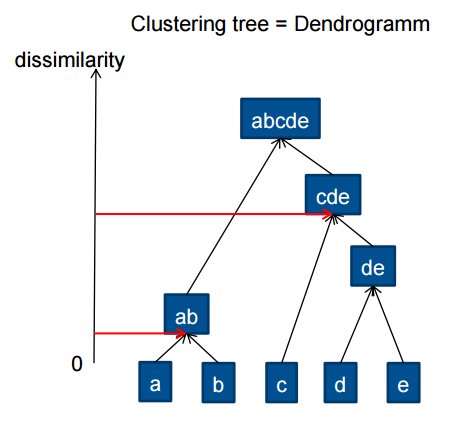 Clustering tree = Dendrogramm
dissimilarity
abcde
cde
de
ab
0
a b c d e